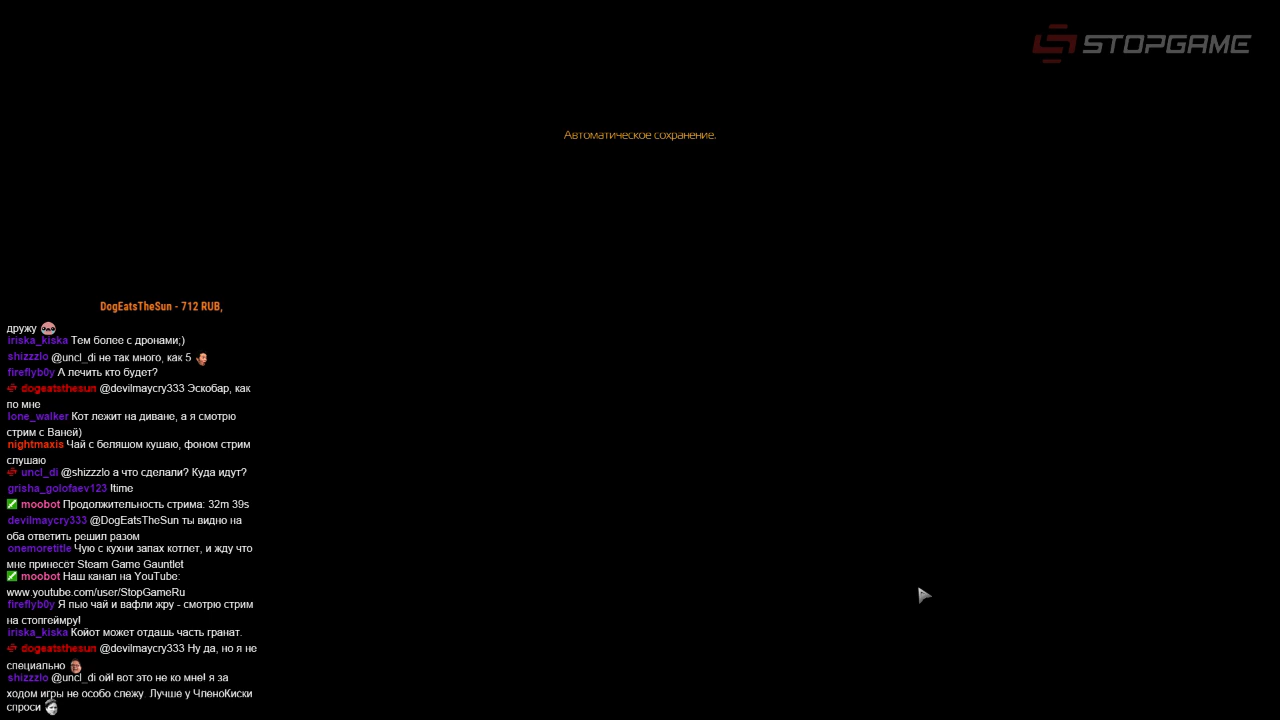 STOPGAME
Автоматическое сохранение.
DogEatsTheSun - 712 RUB,
дружу
iriska_kiska Тем более с дронами;)
shizzzlo @uncl_di не так много, как 5
fireflyb0y А лечить кто будет?
dogeatsthesun @devilmaycry333 Эскобар, как
по мне
lone_walker Кот лежит на диване, а я смотрю
стрим с Ваней)
nightmaxis Чай с беляшом кушаю, фоном стрим
слушаю
uncl_di @shizzzlo а что сделали? Куда идут?
grisha_golofaev123 !time
moobot Продолжительность стрима: 32m 39s
devilmaycry333 @DogEatsTheSun ты видно на
оба ответить решил разом
onemoretitle Чую с кухни запах котлет, и жду что
мне принесёт Steam Game Gauntlet
moobot Наш канал на YouTube:
www.youtube.com/user/StopGameRu
fireflyb0y Я пью чай и вафли жру - смотрю стрим
на стопгеймру!
iriska_kiska Койот может отдашь часть гранат.
dogeatsthesun @devilmaycry333 Ну да, но я не
специально
shizzzlo @uncl_di ой! вот это не ко мне! я за
ходом игры не особо слежу. Лучше у ЧленоКиски
спроси